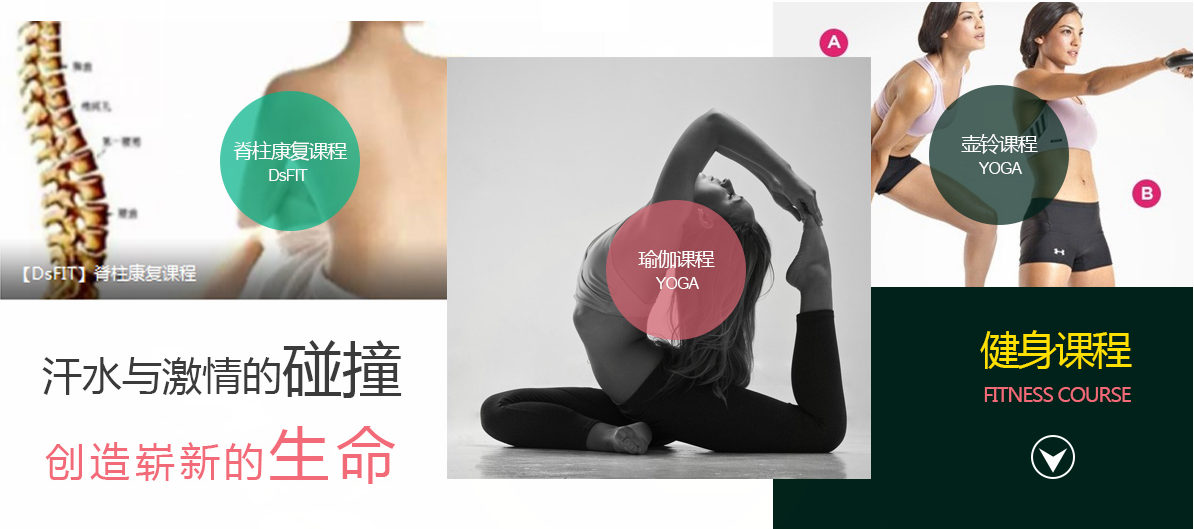 脊柱康复课程
DsFIT
【DsFIT】脊柱康复课程
汗水与激情的碰撞
创造崭新的生命
瑜伽课程
YOGA
A
壶铃课程
YOGA
B
健身课程
FITNESS COURSE